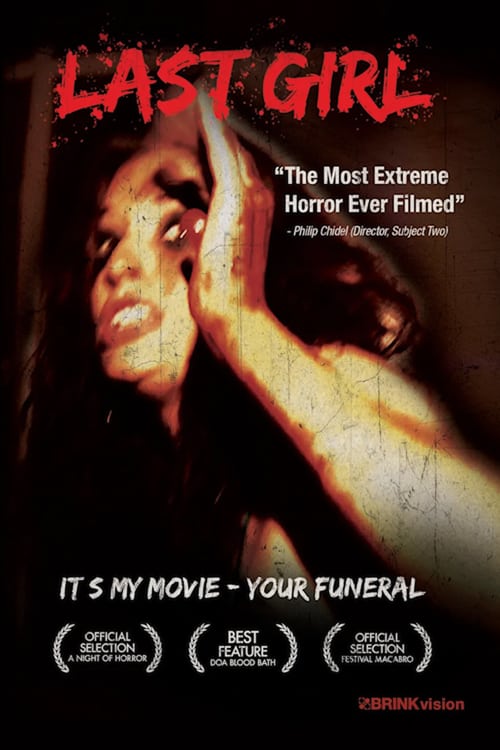 LAST GIRL
“The Most Extreme
Horror Ever Filmed”
- Philip Chidel (Director, Subject Two)
IT S MY MOVIE - YOUR FUNERAL
OFFICIAL
SELECTION
A NIGHT OF HORROR
BEST
FEATURE
DOA BLOOD BATH
OFFICIAL
SELECTION
FESTIVAL MACABRO
BRINKvision